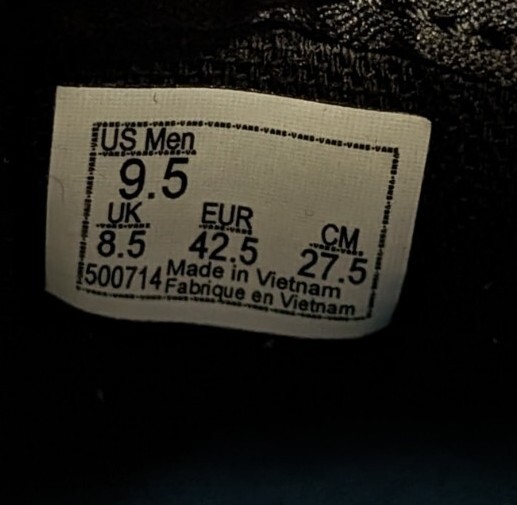 US Men
9.5
UK EUR CM
8.5 42.5 27.5
500714 Made in Vietnam
Fabrique en Vietnam